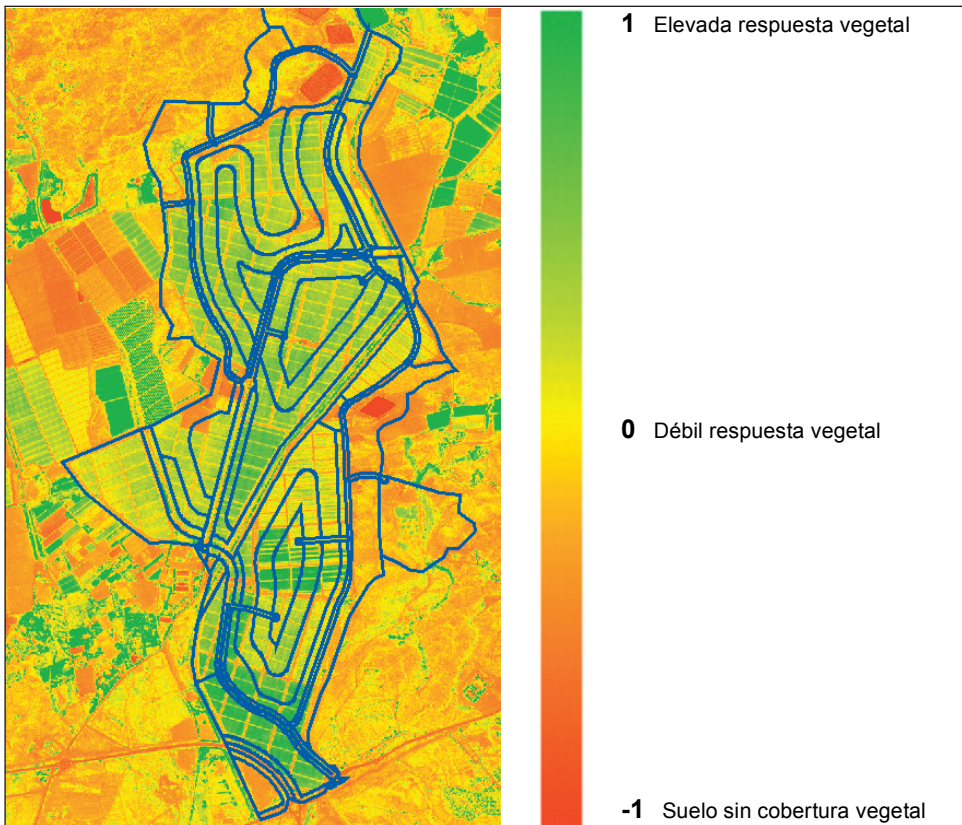 1 Elevada respuesta vegetal
0 Débil respuesta vegetal
-1 Suelo sin cobertura vegetal